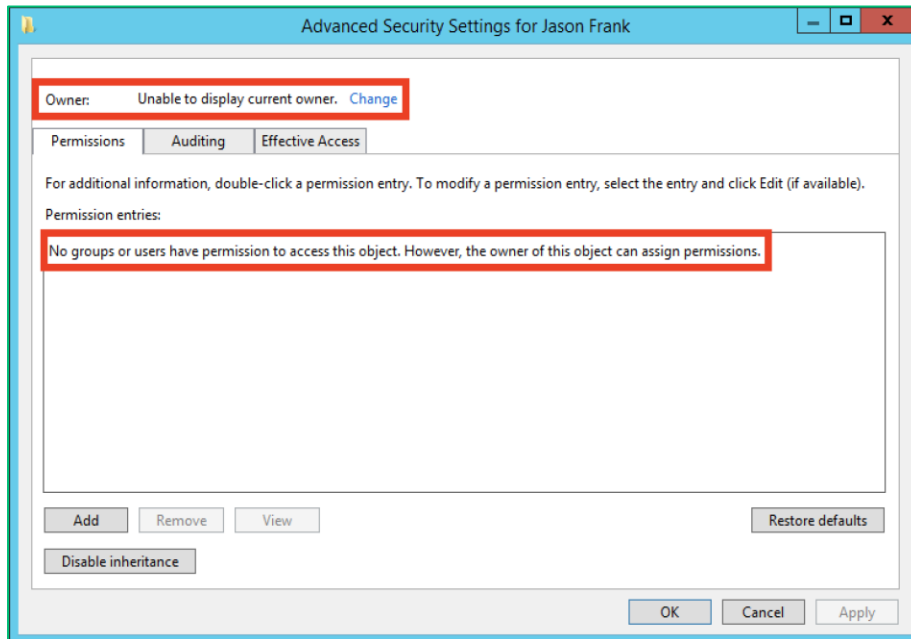 Advanced Security Settings for Jason Frank
Owner: Unable to display current owner. Change
Permissions Auditing Effective Access
For additional information, double-click a permission entry. To modify a permission entry, select the entry and click Edit (if available).
Permission entries:
No groups or users have permission to access this object. However, the owner of this object can assign permissions.
Add Remove View Restore defaults
Disable inheritance
OK Cancel Apply